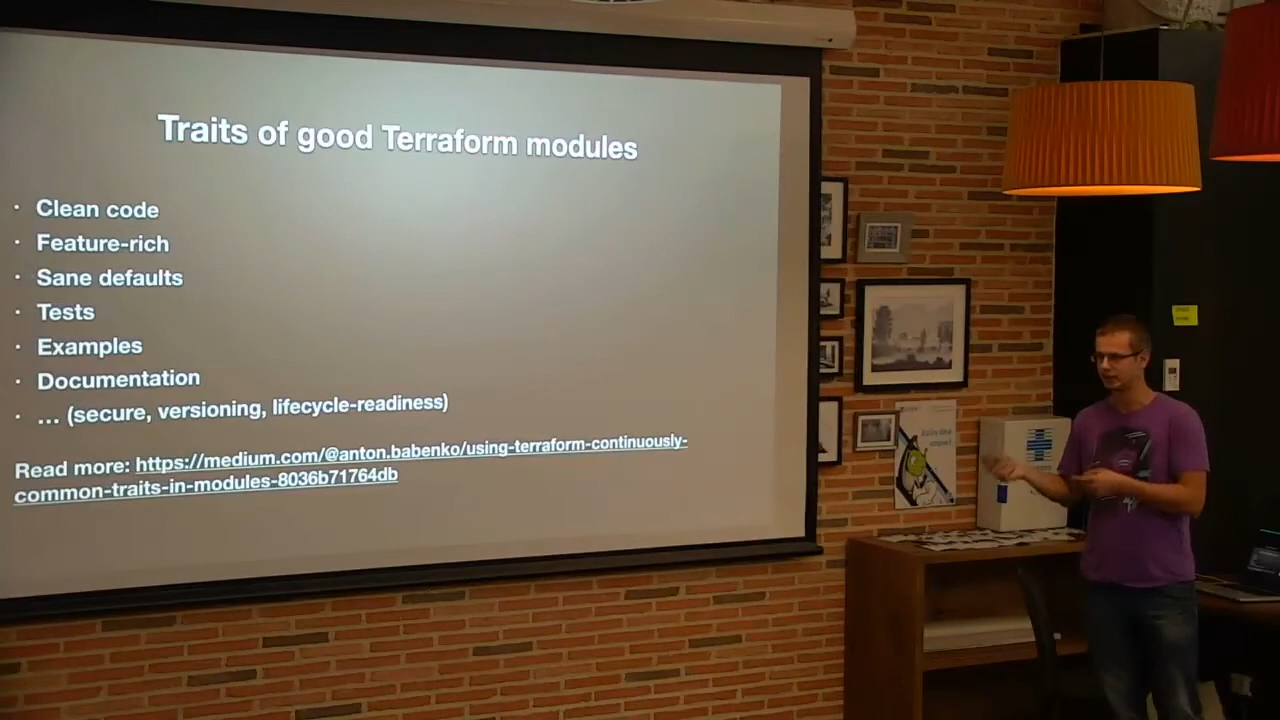 Traits of good Terraform modules
· Clean code
· Feature-rich
· Sane defaults
· Tests
· Examples
· Documentation
· … (secure, versioning, lifecycle-readiness)
Read more: https://medium.com/@anton.babenko/using-terraform-continuously-
common-traits-in-modules-8036b71764db